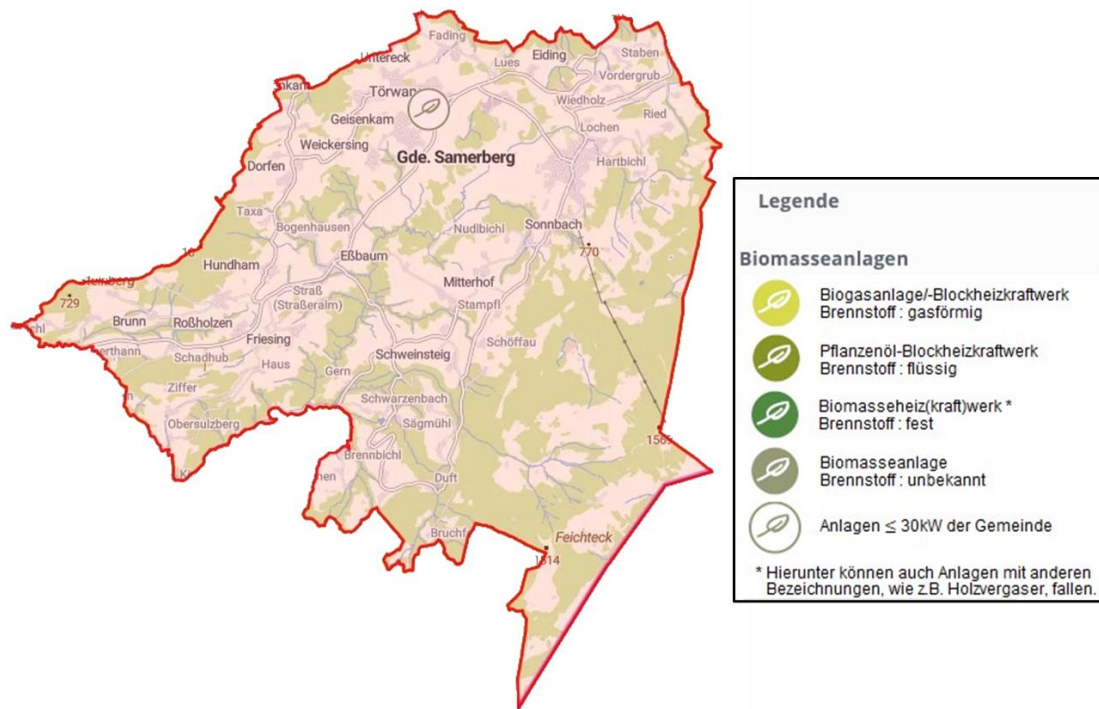 Fading
Untereck
Eiding
Staben
Lues
Vordergrub
Törwang
Wiedholz
Geisenkam
Ried
Lochen
Weickersing
Gde. Samerberg
Hartbichl
Dorfen
Taxa
Bogenhausen
Nudlbichl
Sonnbach
770
Eßbaum
Hundham
Mitterhof
729
Straß
(Straßeralm)
Stampfl
Brunn
Roßholzen
Friesing
Schöffau
Schadhub
Schweinsteig
Haus
Gern
Ziffer
Schwarzenbach
Obersulzberg
Sägmühl
Brennbichl
Duft
Bruchf
Feichteck
1514
Legende
Biomasseanlagen
Biogasanlage/-Blockheizkraftwerk
Brennstoff : gasförmig
Pflanzenöl-Blockheizkraftwerk
Brennstoff : flüssig
Biomasseheiz(kraft)werk *
Brennstoff : fest
Biomasseanlage
Brennstoff : unbekannt
Anlagen ≤ 30kW der Gemeinde
* Hierunter können auch Anlagen mit anderen
Bezeichnungen, wie z.B. Holzvergaser, fallen.